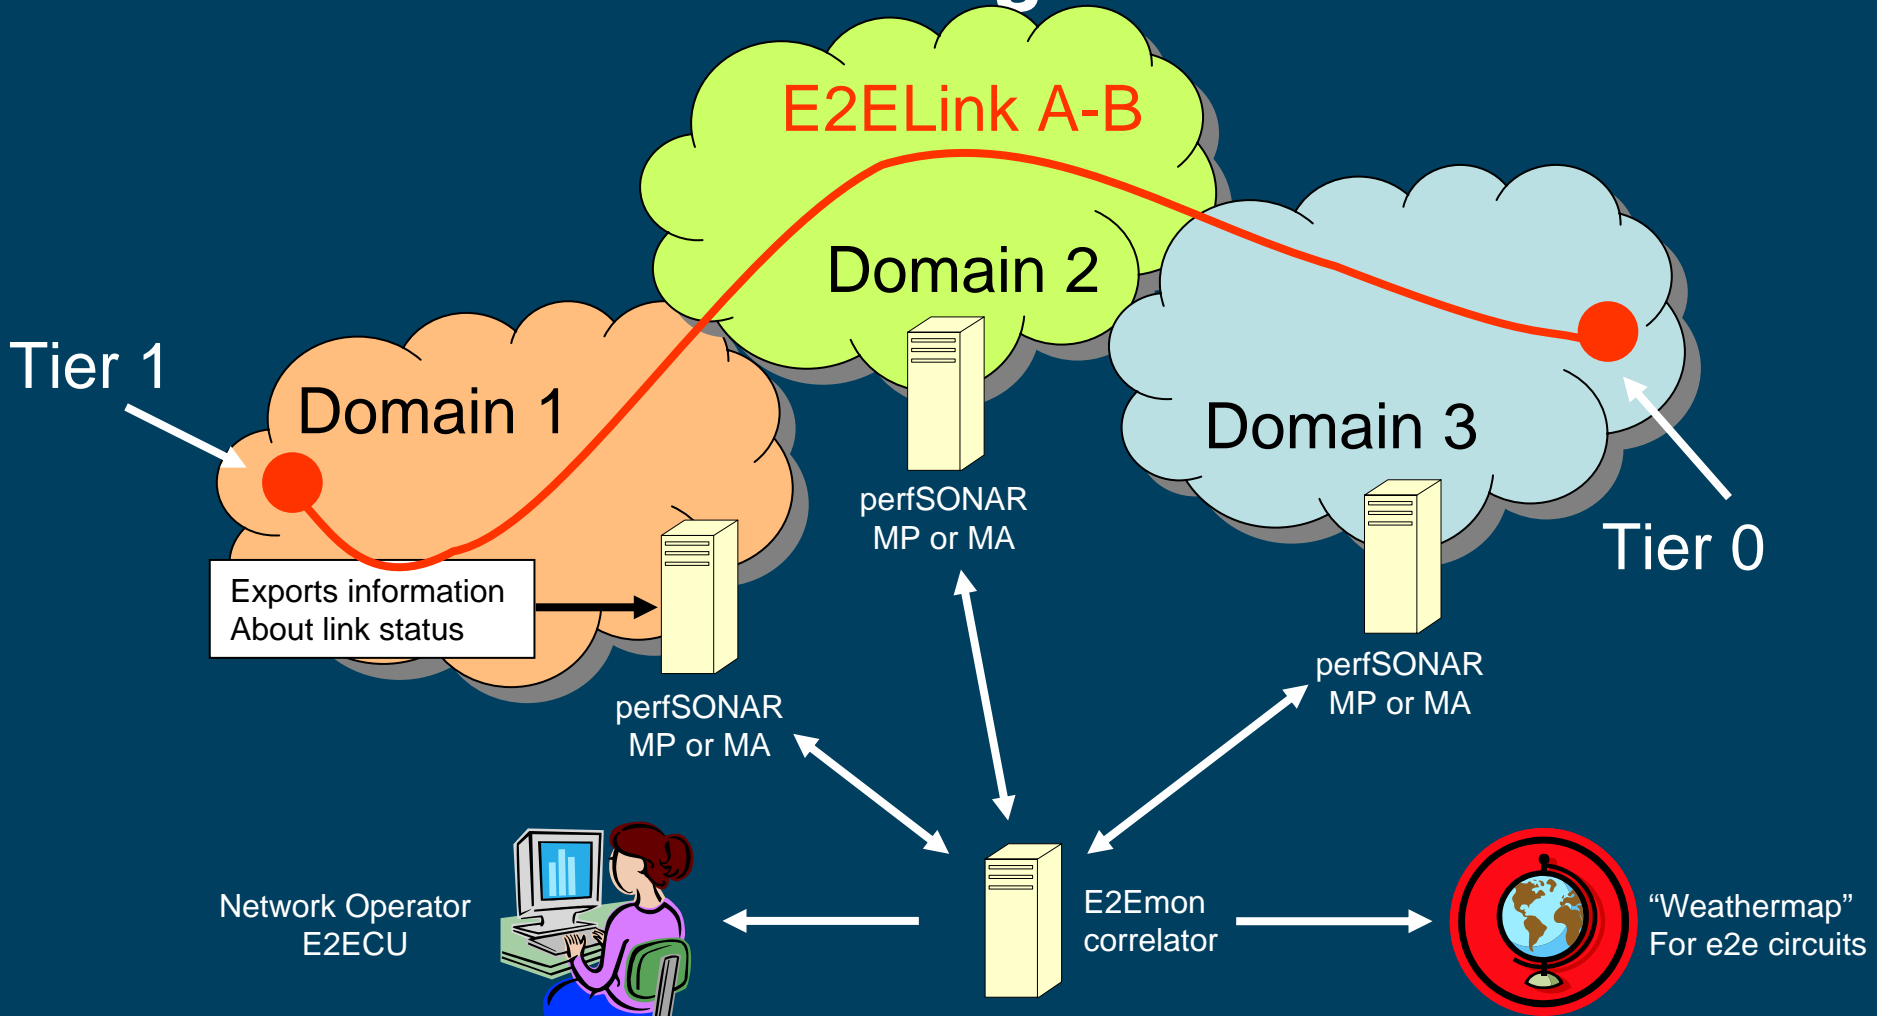 E2ELink A-B
Domain 2
Tier 1
Domain 1
Domain 3
perfSONAR
MP or MA
Tier 0
Exports information
About link status
perfSONAR
MP or MA
perfSONAR
MP or MA
Network Operator
E2ECU
E2Emon
correlator
“Weathermap”
For e2e circuits